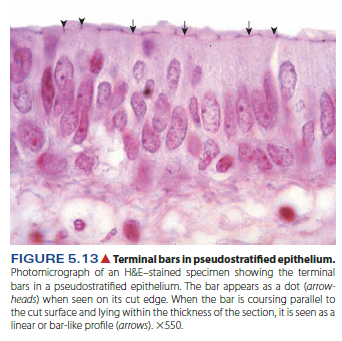 FIGURE 5.13▲ Terminal bars in pseudostratified epithelium.
Photomicrograph of an H&E–stained specimen showing the terminal
bars in a pseudostratified epithelium. The bar appears as a dot (arrow-
heads) when seen on its cut edge. When the bar is coursing parallel to
the cut surface and lying within the thickness of the section, it is seen as a
linear or bar-like profile (arrows). ×550.